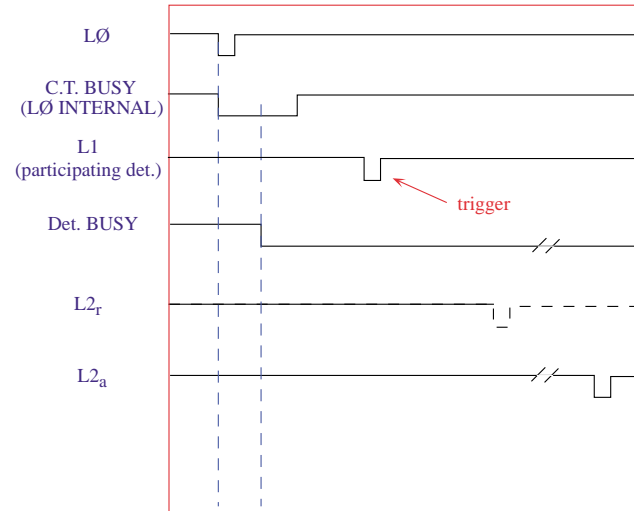 LØ
C.T. BUSY
(LØ INTERNAL)
L1
(participating det.)
trigger
Det. BUSY
L2r
L2a